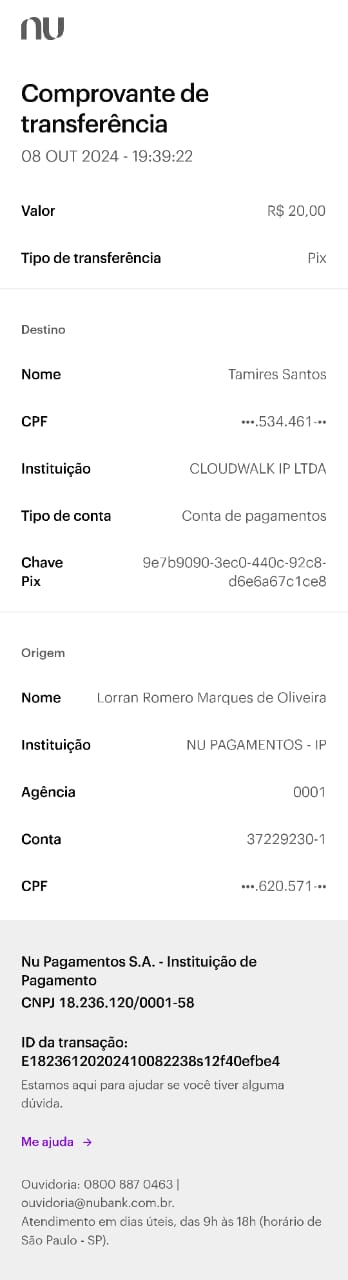 nu
Comprovante de
transferência
08 OUT 2024 - 19:39:22
Valor R$ 20,00
Tipo de transferência Pix
Destino
Nome Tamires Santos
CPF •••.534.461-••
Instituição CLOUDWALK IP LTDA
Tipo de conta Conta de pagamentos
Chave 9e7b9090-3ec0-440c-92c8-
Pix d6e6a67c1ce8
Origem
Nome Lorran Romero Marques de Oliveira
Instituição NU PAGAMENTOS - IP
Agência 0001
Conta 37229230-1
CPF •••.620.571-••
Nu Pagamentos S.A. - Instituição de
Pagamento
CNPJ 18.236.120/0001-58
ID da transação:
E18236120202410082238s12f40efbe4
Estamos aqui para ajudar se você tiver alguma
dúvida.
Me ajuda →
Ouvidoria: 0800 887 0463 |
ouvidoria@nubank.com.br.
Atendimento em dias úteis, das 9h às 18h (horário de
São Paulo - SP).